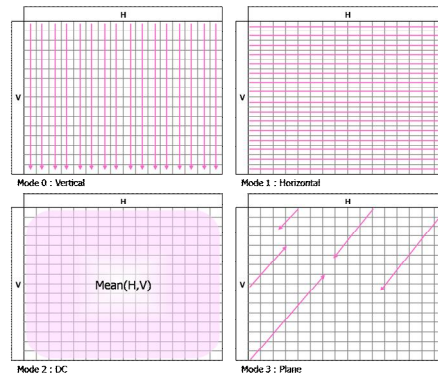 H
H
V
V
Mode 0 : Vertical
Mode 1 : Horizontal
H
H
V
Mean(H,V)
V
Mode 2 : DC
Mode 3 : Plane